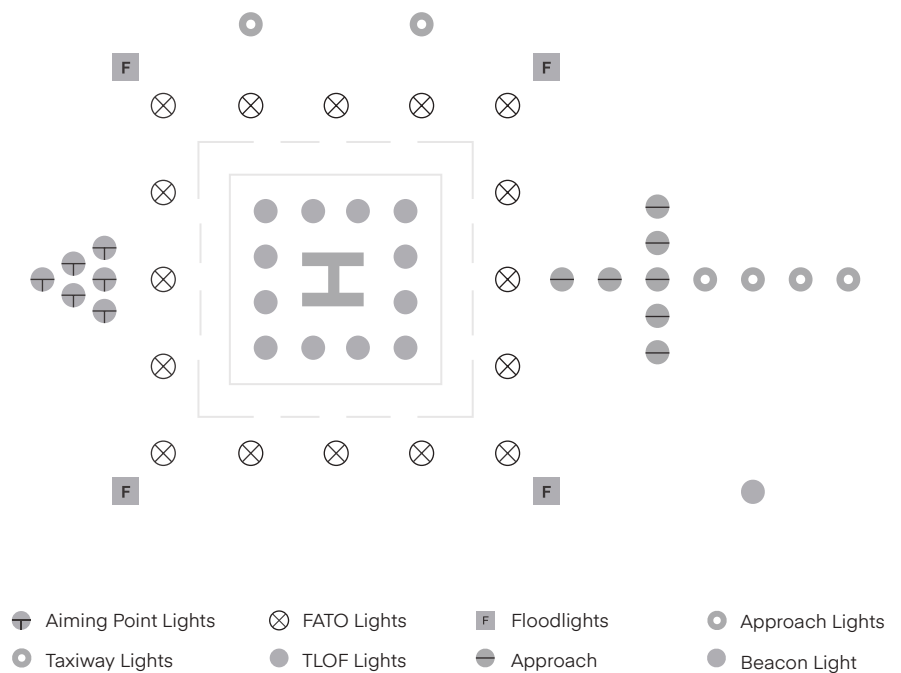 F F
H
F F
Aiming Point Lights FATO Lights F Floodlights Approach Lights
Taxiway Lights TLOF Lights Approach Beacon Light